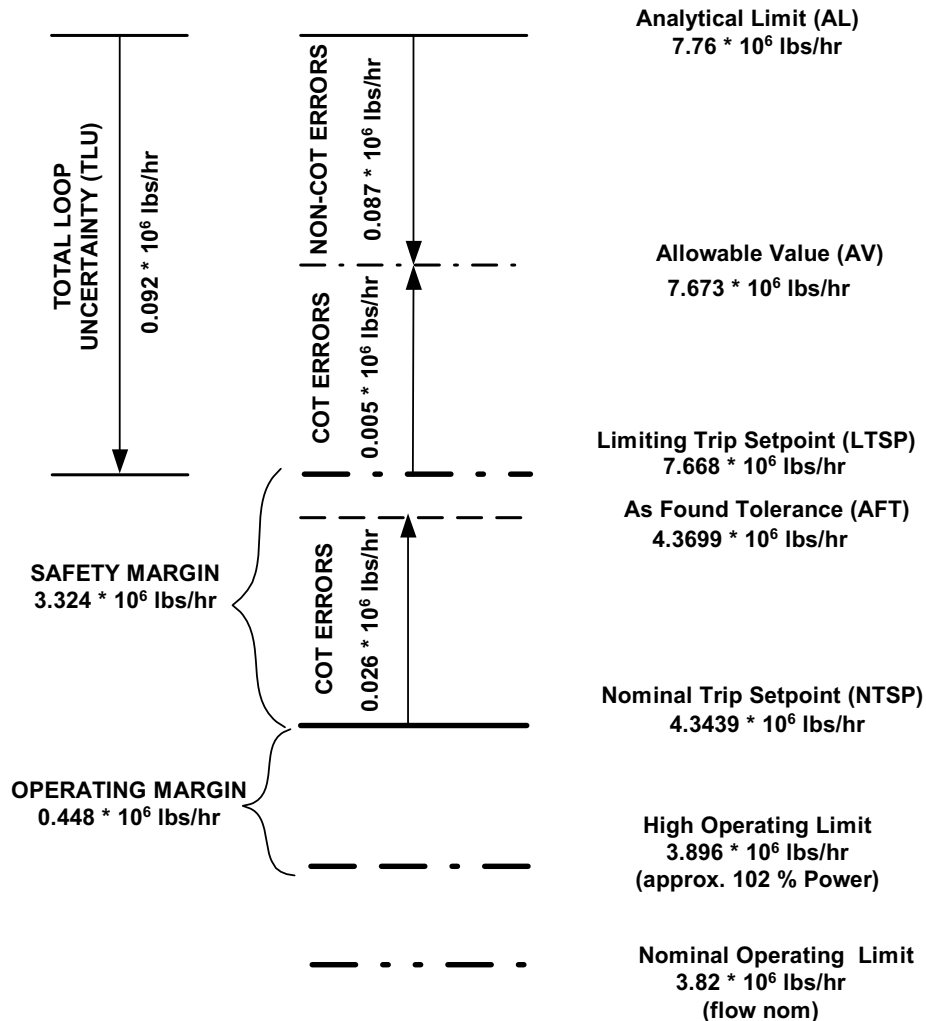 Analytical Limit (AL)
7.76 * 10⁶ lbs/hr
TOTAL LOOP
UNCERTAINTY (TLU)
0.092 * 10⁶ lbs/hr
NON-COT ERRORS
0.087 * 10⁶ lbs/hr
Allowable Value (AV)
7.673 * 10⁶ lbs/hr
COT ERRORS
0.005 * 10⁶ lbs/hr
Limiting Trip Setpoint (LTSP)
7.668 * 10⁶ lbs/hr
As Found Tolerance (AFT)
4.3699 * 10⁶ lbs/hr
SAFETY MARGIN
3.324 * 10⁶ lbs/hr
COT ERRORS
0.026 * 10⁶ lbs/hr
Nominal Trip Setpoint (NTSP)
4.3439 * 10⁶ lbs/hr
OPERATING MARGIN
0.448 * 10⁶ lbs/hr
High Operating Limit
3.896 * 10⁶ lbs/hr
(approx. 102 % Power)
Nominal Operating Limit
3.82 * 10⁶ lbs/hr
(flow nom)